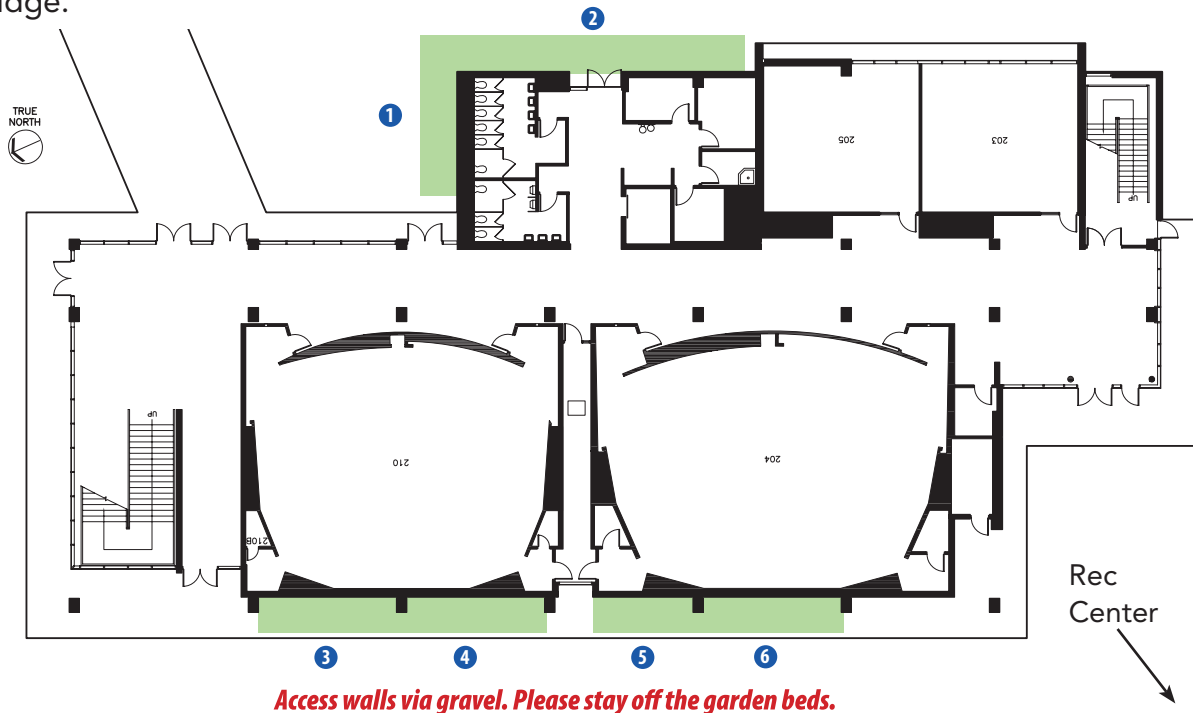 2
1
TRUE
NORTH
205
203
UP
UP
210
204
210B
Rec
Center
3
4
5
6
Access walls via gravel. Please stay off the garden beds.